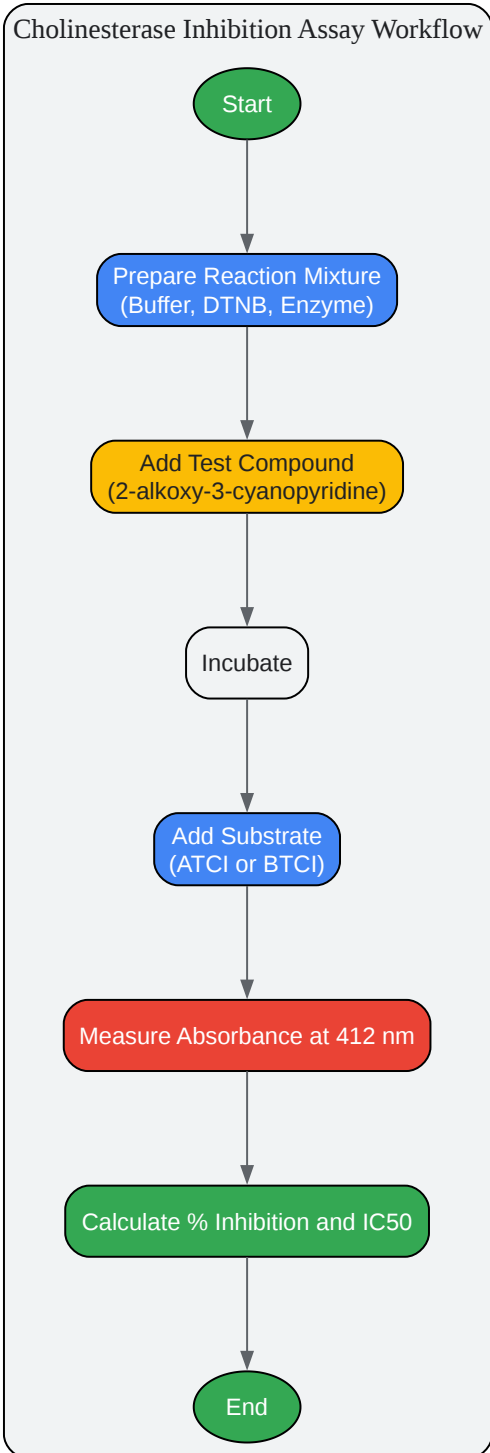 Cholinesterase Inhibition Assay Workflow
Start
Prepare Reaction Mixture
(Buffer, DTNB, Enzyme)
Add Test Compound
(2-alkoxy-3-cyanopyridine)
Incubate
Add Substrate
(ATCI or BTCI)
Measure Absorbance at 412 nm
Calculate % Inhibition and IC50
End